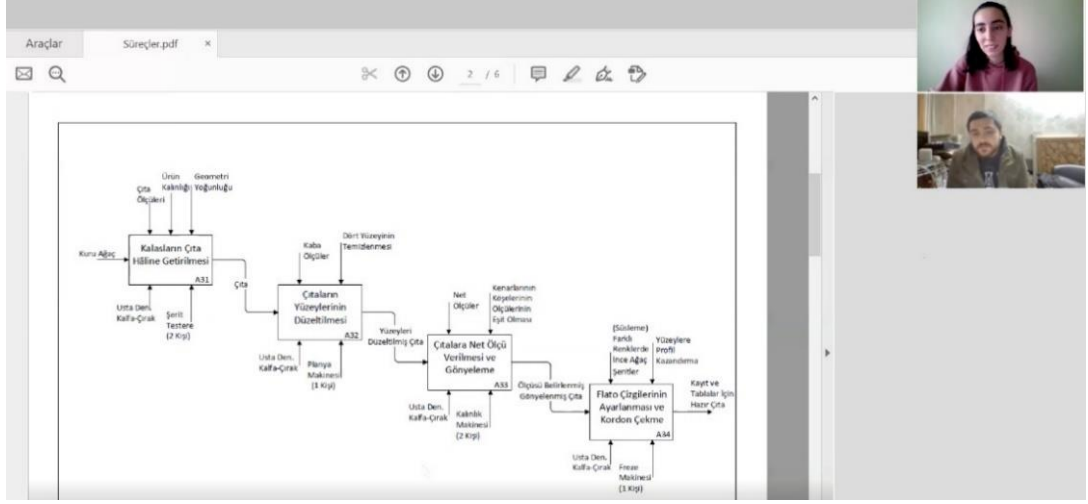 Araçlar
Süreçler.pdf ×
2 / 6
Çıta
Ölçüleri
Ürün
Kalınlığı
Geometri
Yoğunluğu
Kuru Ağaç
Kalasların Çıta
Hâline Getirilmesi
A31
Usta Den.
Kalfa-Çırak
Şerit
Testere
(2 Kişi)
Çıta
Kaba
Ölçüler
Dört Yüzeyinin
Temizlenmesi
Çıtaların
Yüzeylerinin
Düzeltilmesi
A32
Usta Den.
Kalfa-Çırak
Planya
Makinesi
(1 Kişi)
Yüzeyleri
Düzeltilmiş Çıta
Net
Ölçüler
Kenarlarının
Köşelerinin
Ölçülerinin
Eşit Olması
Çıtalara Net Ölçü
Verilmesi ve
Gönyeleme
A33
Usta Den.
Kalfa-Çırak
Kalınlık
Makinesi
(2 Kişi)
Ölçüsü Belirlenmiş
Gönyelenmiş Çıta
(Süsleme)
Farklı
Renklerde
İnce Ağaç
Şeritler
Yüzeylere
Profil
Kazandırma
Flato Çizgilerinin
Ayarlanması ve
Kordon Çekme
A34
Usta Den.
Kalfa-Çırak
Freze
Makinesi
(1 Kişi)
Kayıt ve
Tablalar İçin
Hazır Çıta